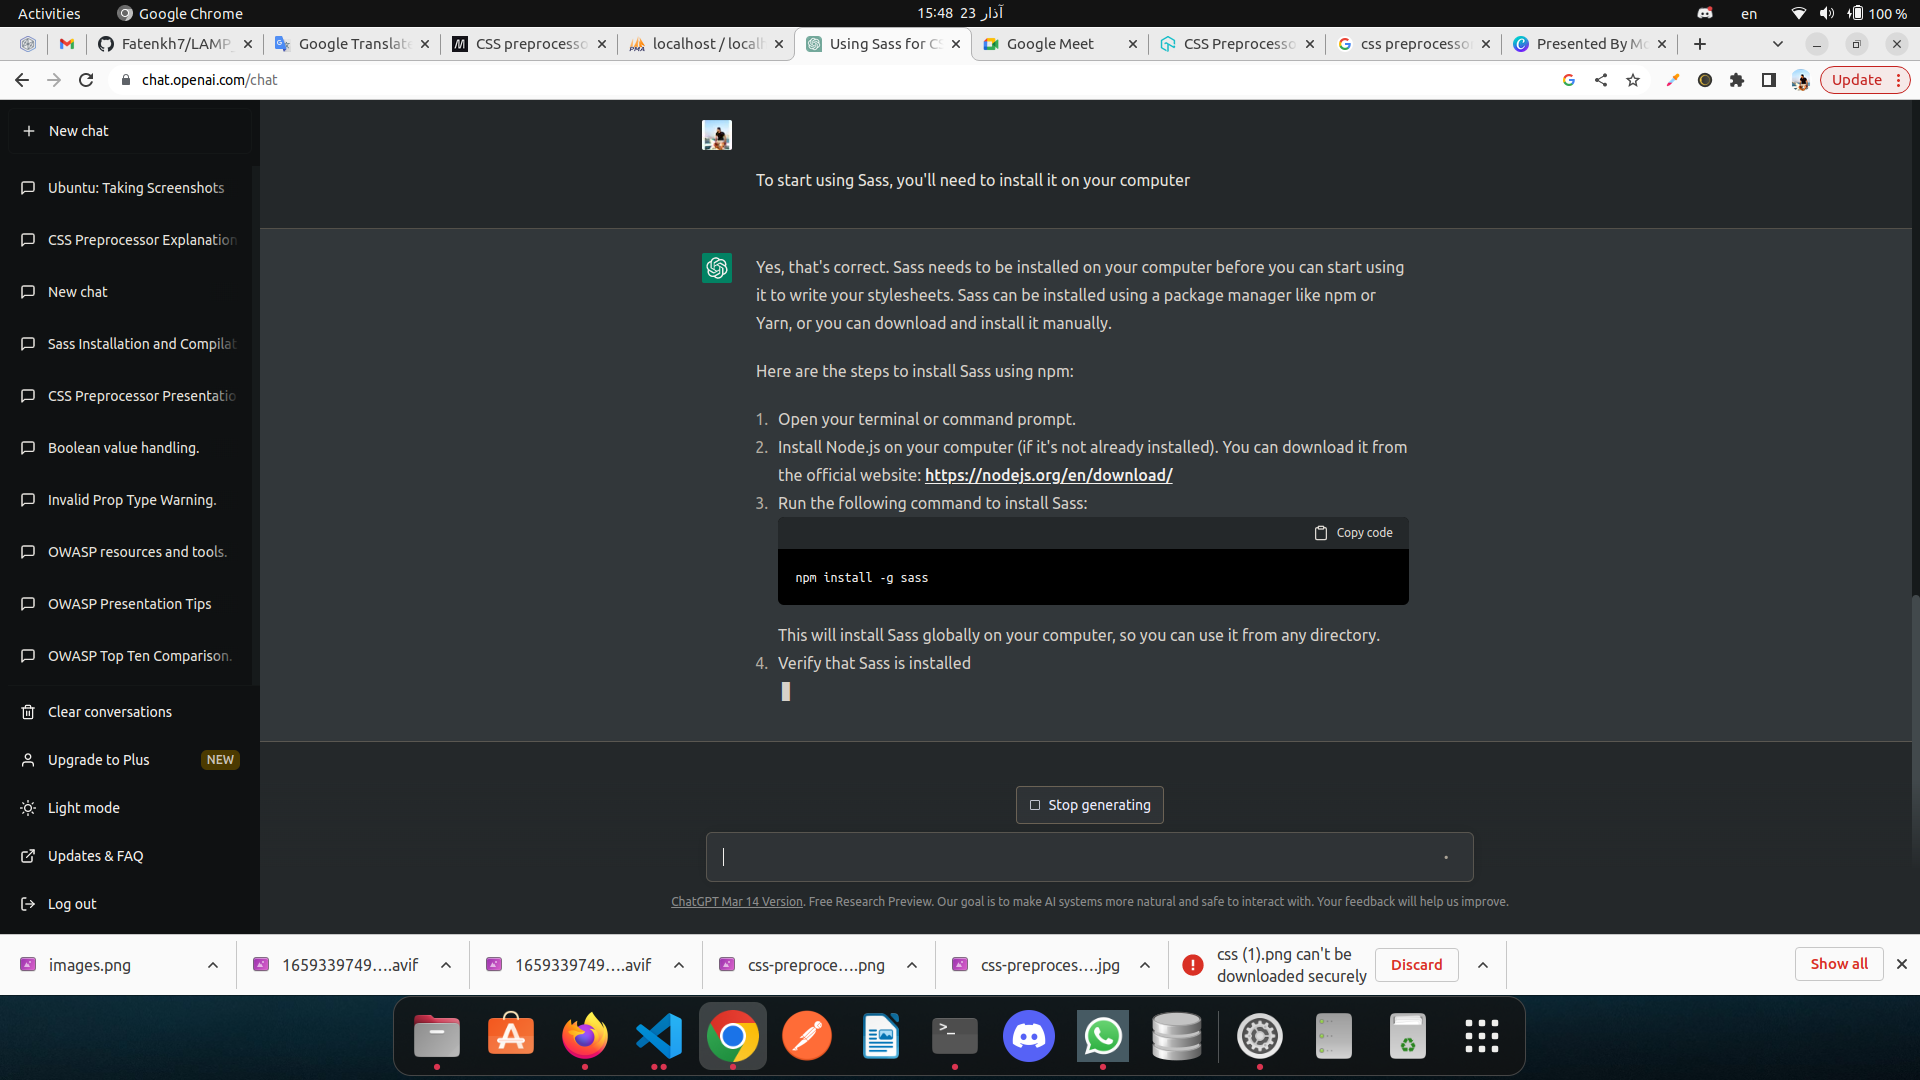 Activities
Google Chrome
15:48 23 آذار
en
100 %
Fatenkh7/LAMP_
Google Translate
CSS preprocesso
localhost / localh
Using Sass for CS
Google Meet
CSS Preprocesso
css preprocessor
Presented By Mo
chat.openai.com/chat
Update
New chat
Ubuntu: Taking Screenshots
CSS Preprocessor Explanation
New chat
Sass Installation and Compilat
CSS Preprocessor Presentatio
Boolean value handling.
Invalid Prop Type Warning.
OWASP resources and tools.
OWASP Presentation Tips
OWASP Top Ten Comparison.
Clear conversations
Upgrade to Plus
NEW
Light mode
Updates & FAQ
Log out
To start using Sass, you'll need to install it on your computer
Yes, that's correct. Sass needs to be installed on your computer before you can start using
it to write your stylesheets. Sass can be installed using a package manager like npm or
Yarn, or you can download and install it manually.
Here are the steps to install Sass using npm:
1. Open your terminal or command prompt.
2. Install Node.js on your computer (if it's not already installed). You can download it from
the official website: https://nodejs.org/en/download/
3. Run the following command to install Sass:
Copy code
npm install -g sass
This will install Sass globally on your computer, so you can use it from any directory.
4. Verify that Sass is installed
Stop generating
ChatGPT Mar 14 Version. Free Research Preview. Our goal is to make AI systems more natural and safe to interact with. Your feedback will help us improve.
images.png
1659339749....avif
1659339749....avif
css-preproce....png
css-preproces....jpg
css (1).png can't be
downloaded securely
Discard
Show all